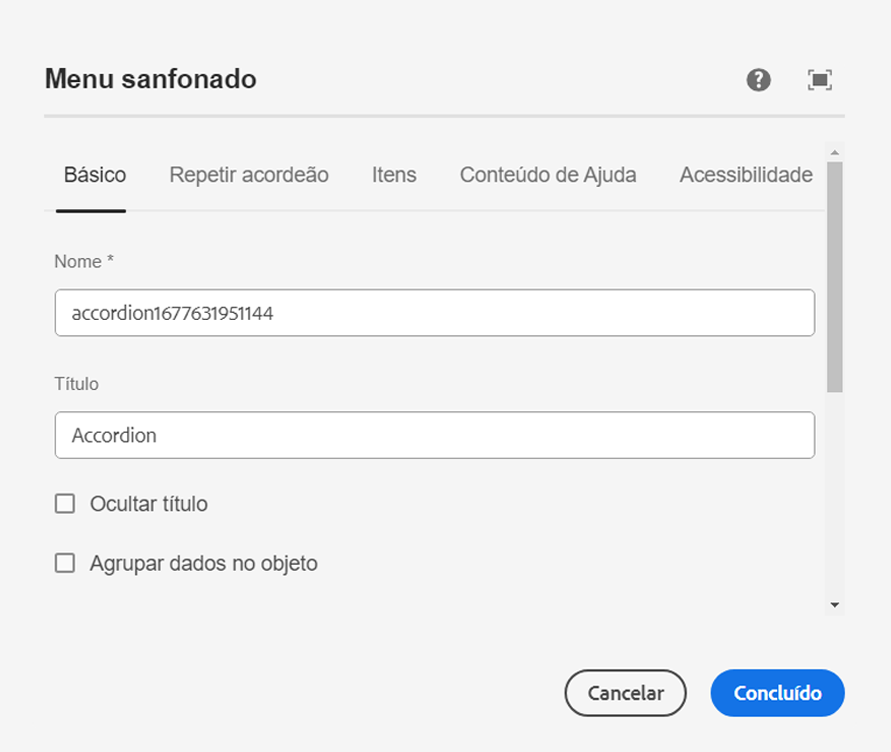 Menu sanfonado
Básico Repetir acordeão Itens Conteúdo de Ajuda Acessibilidade
Nome *
accordion1677631951144
Título
Accordion
Ocultar título
Agrupar dados no objeto
Cancelar Concluído